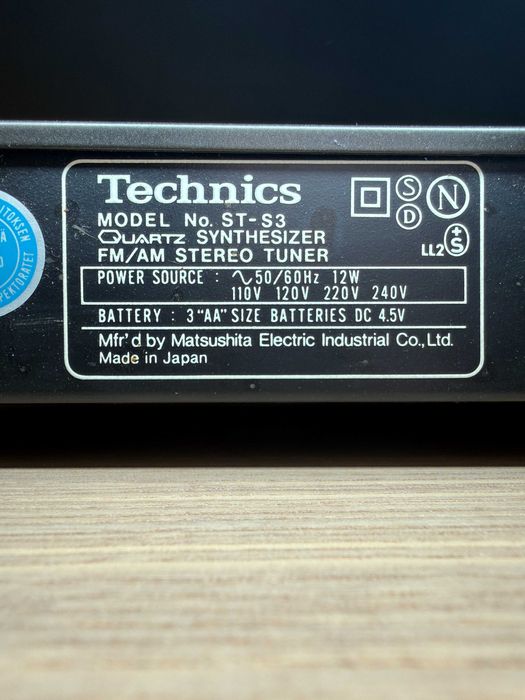 Technics
MODEL No. ST-S3
QUARTZ SYNTHESIZER
FM/AM STEREO TUNER
S
D
N
LL2
+S
POWER SOURCE : ∿50/60Hz 12W
110V 120V 220V 240V
BATTERY : 3 "AA" SIZE BATTERIES DC 4.5V
Mfr'd by Matsushita Electric Industrial Co., Ltd.
Made in Japan